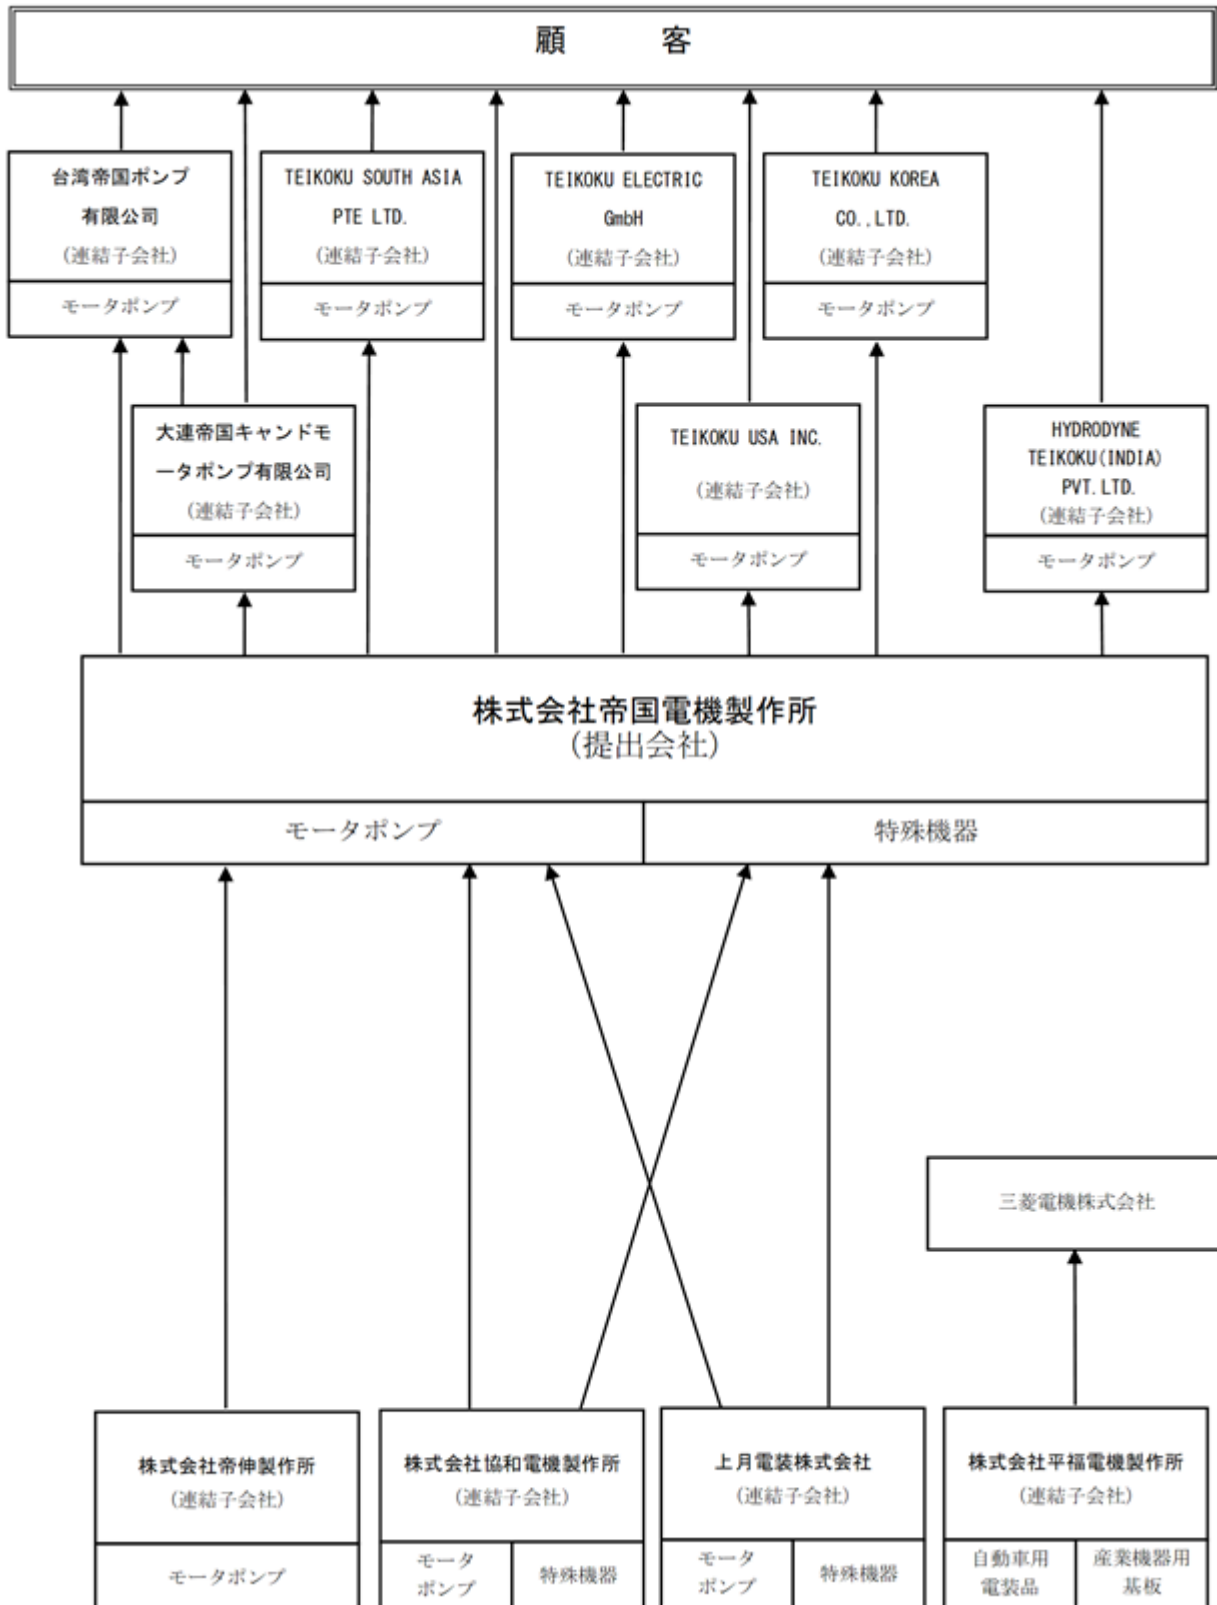 顧　　　客
台湾帝国ポンプ
有限公司
(連結子会社)
モータポンプ
TEIKOKU SOUTH ASIA
PTE LTD.
(連結子会社)
モータポンプ
TEIKOKU ELECTRIC
GmbH
(連結子会社)
モータポンプ
TEIKOKU KOREA
CO.,LTD.
(連結子会社)
モータポンプ
大連帝国キャンドモ
ータポンプ有限公司
(連結子会社)
モータポンプ
TEIKOKU USA INC.
(連結子会社)
モータポンプ
HYDRODYNE
TEIKOKU(INDIA)
PVT.LTD.
(連結子会社)
モータポンプ
株式会社帝国電機製作所
(提出会社)
モータポンプ
特殊機器
三菱電機株式会社
株式会社帝伸製作所
(連結子会社)
モータポンプ
株式会社協和電機製作所
(連結子会社)
モータ
ポンプ
特殊機器
上月電装株式会社
(連結子会社)
モータ
ポンプ
特殊機器
株式会社平福電機製作所
(連結子会社)
自動車用
電装品
産業機器用
基板